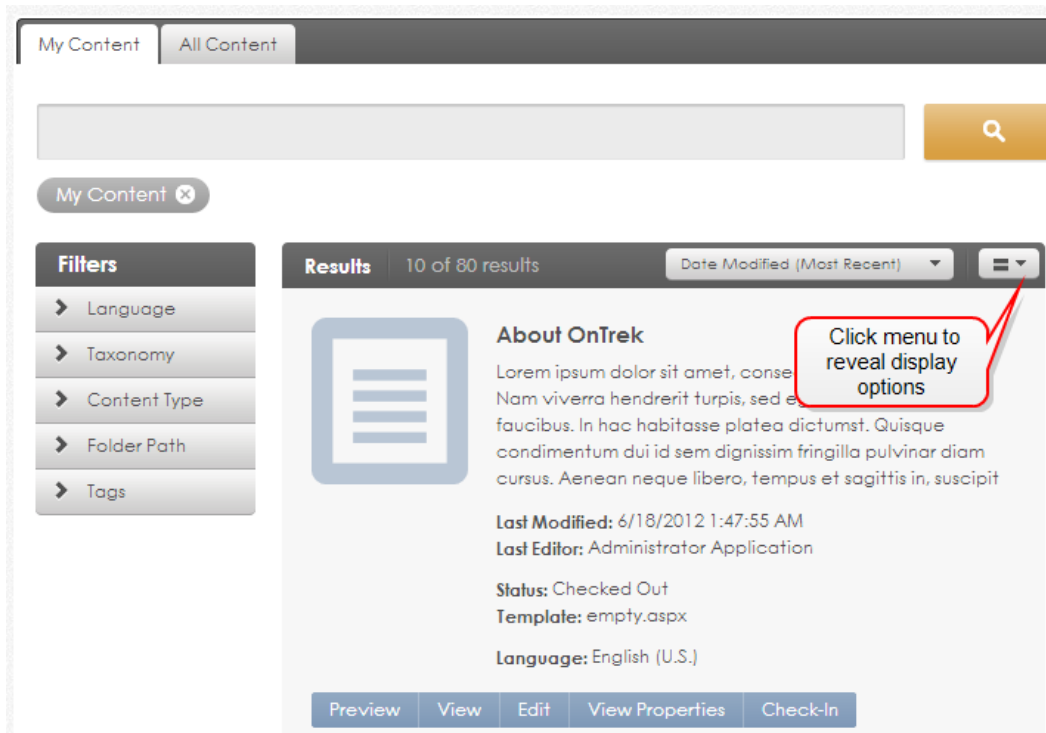 My Content
All Content
My Content
Filters
Language
Taxonomy
Content Type
Folder Path
Tags
Results
10 of 80 results
Date Modified (Most Recent)
Click menu to
reveal display
options
About OnTrek
Lorem ipsum dolor sit amet,
Nam viverra hendrerit turpis, sed
faucibus. In hac habitasse platea dictumst. Quisque
condimentum dui id sem dignissim fringilla pulvinar diam
cursus. Aenean neque libero, tempus et sagittis in, suscipit
Last Modified: 6/18/2012 1:47:55 AM
Last Editor: Administrator Application
Status: Checked Out
Template: empty.aspx
Language: English (U.S.)
Preview
View
Edit
View Properties
Check-In